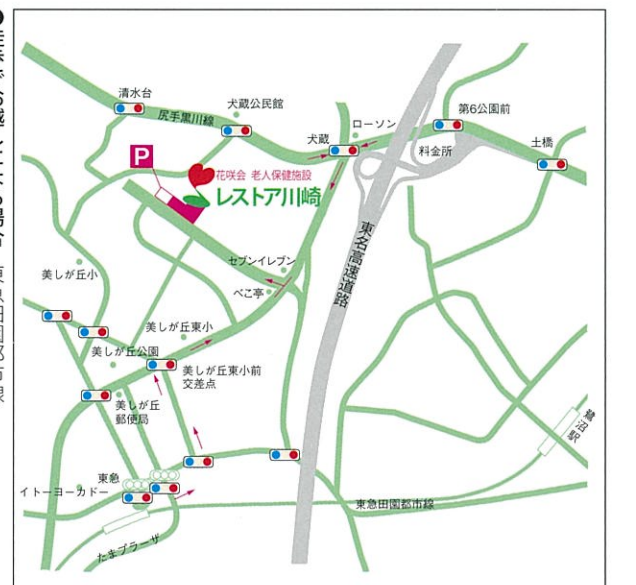 清水台
尻手黒川線
犬蔵公民館
犬蔵
ローソン
第6公園前
料金所
土橋
P
花咲会 老人保健施設
レストア川崎
東名高速道路
セブンイレブン
べこ亭
美しが丘小
美しが丘東小
美しが丘公園
美しが丘東小前
交差点
美しが丘
郵便局
鷺沼駅
東急
イトーヨーカドー
東急田園都市線
たまプラーザ